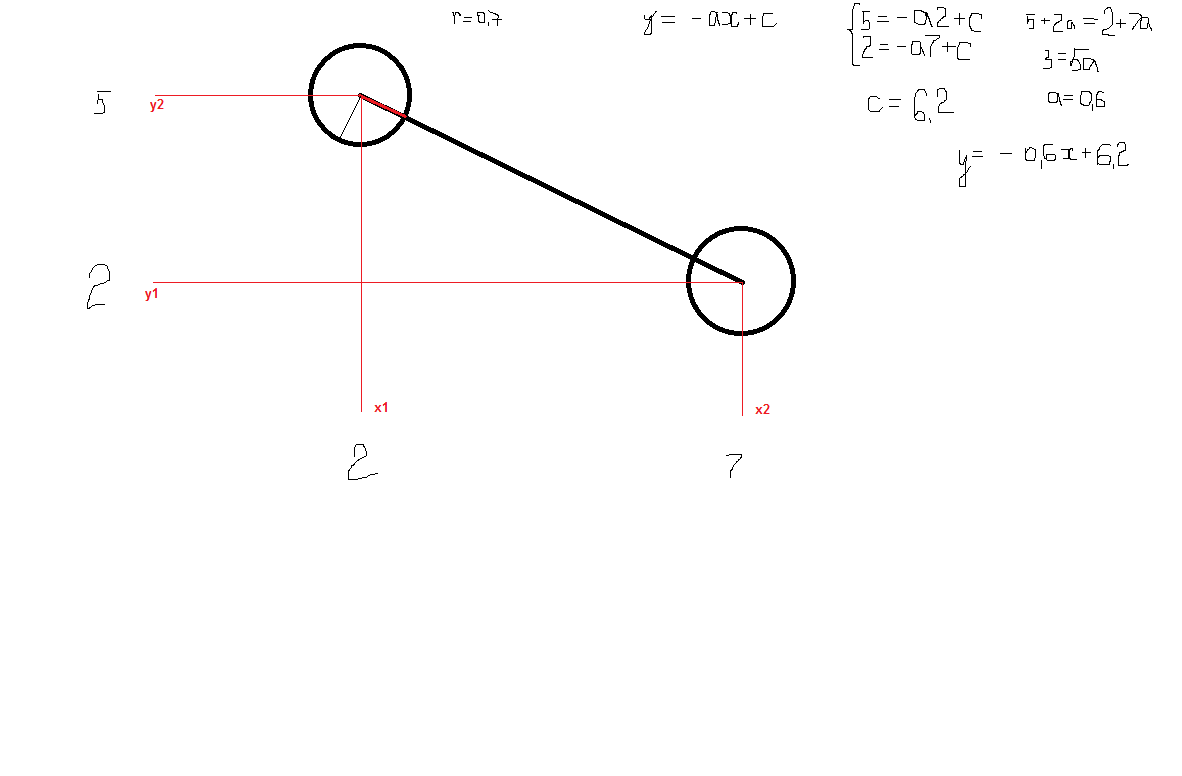 r=0,7
y = -ax+c
5=-a2+c
2=-a7+c
5+2a=2+7a
3=5a
a=0,6
c=6,2
y= -0,6x+6,2
5
y2
2
y1
x1
x2
2
7